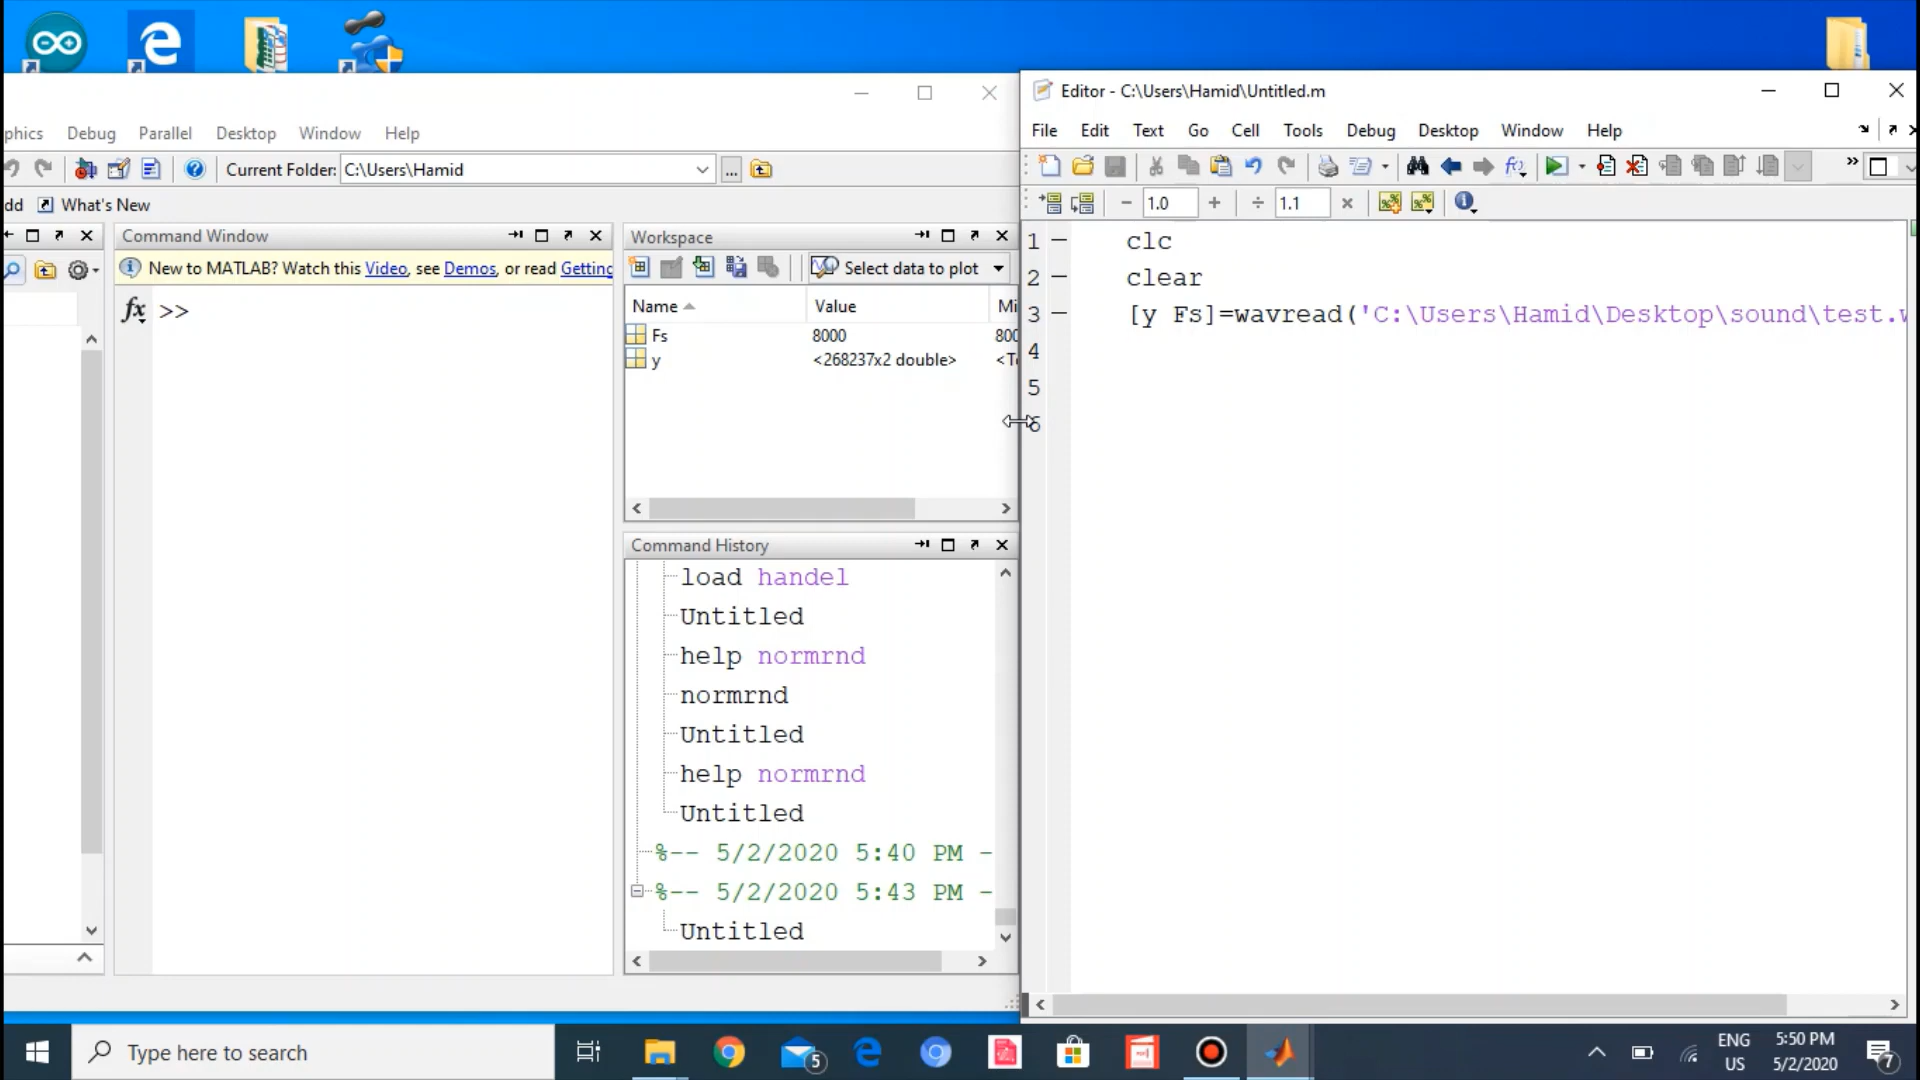 phics Debug Parallel Desktop Window Help
Current Folder: C:\Users\Hamid ...
dd What's New
Command Window
New to MATLAB? Watch this Video, see Demos, or read Getting
fx >>
Workspace
Select data to plot
Name Value Mi
Fs 8000 800
y <268237x2 double> <T
Command History
load handel
Untitled
help normrnd
normrnd
Untitled
help normrnd
Untitled
%-- 5/2/2020 5:40 PM -
%-- 5/2/2020 5:43 PM -
Untitled
Editor - C:\Users\Hamid\Untitled.m
File Edit Text Go Cell Tools Debug Desktop Window Help
− 1.0 + ÷ 1.1 ×
1 – clc
2 – clear
3 – [y Fs]=wavread('C:\Users\Hamid\Desktop\sound\test.w
4
5
6
Type here to search
5
ENG
US
5:50 PM
5/2/2020
7